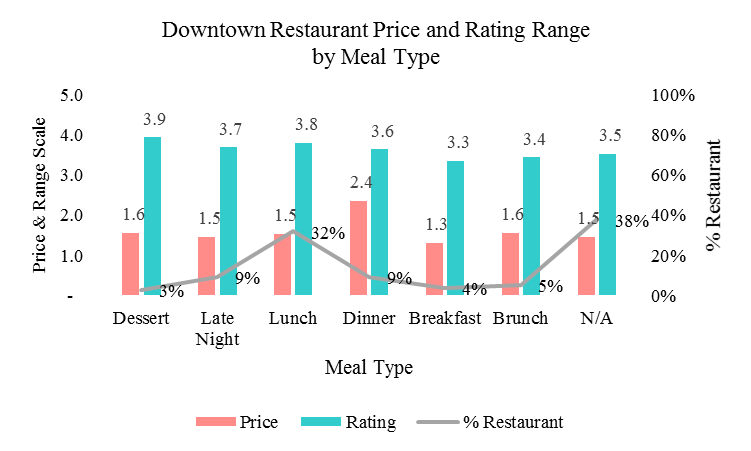 Downtown Restaurant Price and Rating Range
by Meal Type
5.0
4.0
3.0
2.0
1.0
-
Price & Range Scale
100%
80%
60%
40%
20%
0%
% Restaurant
1.6
3.9
3%
1.5
3.7
9%
1.5
3.8
32%
2.4
3.6
9%
1.3
3.3
4%
1.6
3.4
5%
1.5
3.5
38%
Dessert
Late
Night
Lunch
Dinner
Breakfast
Brunch
N/A
Meal Type
Price
Rating
% Restaurant